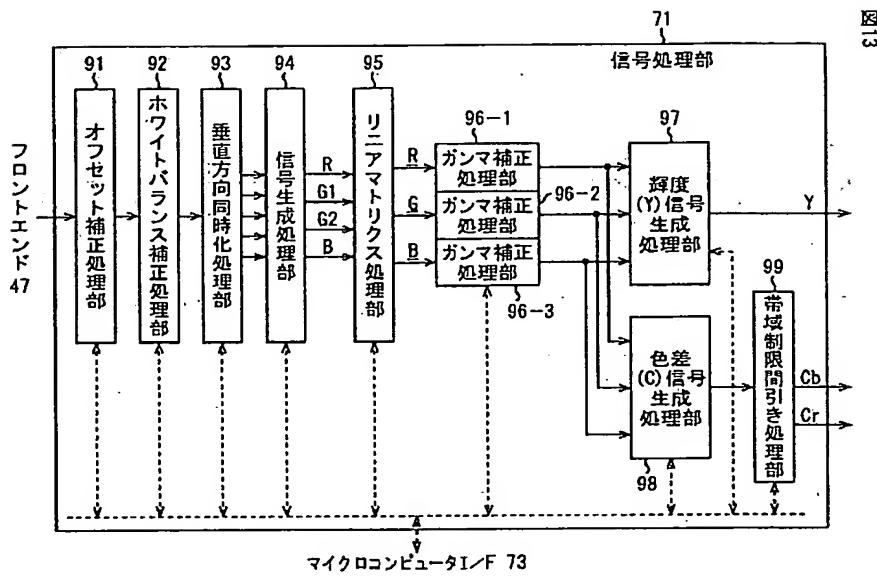 図13
71
信号処理部
91
92
93
94
95
96-1
96-2
96-3
97
98
99
フロントエンド
47
オフセット補正処理部
ホワイトバランス補正処理部
垂直方向同時化処理部
信号生成処理部
R
G1
G2
B
リニアマトリクス処理部
R
G
B
ガンマ補正
処理部
ガンマ補正
処理部
ガンマ補正
処理部
輝度
(Y)信号
生成
処理部
Y
色差
(C)信号
生成
処理部
帯域制限間引き処理部
Cb
Cr
マイクロコンピュータI/F 73